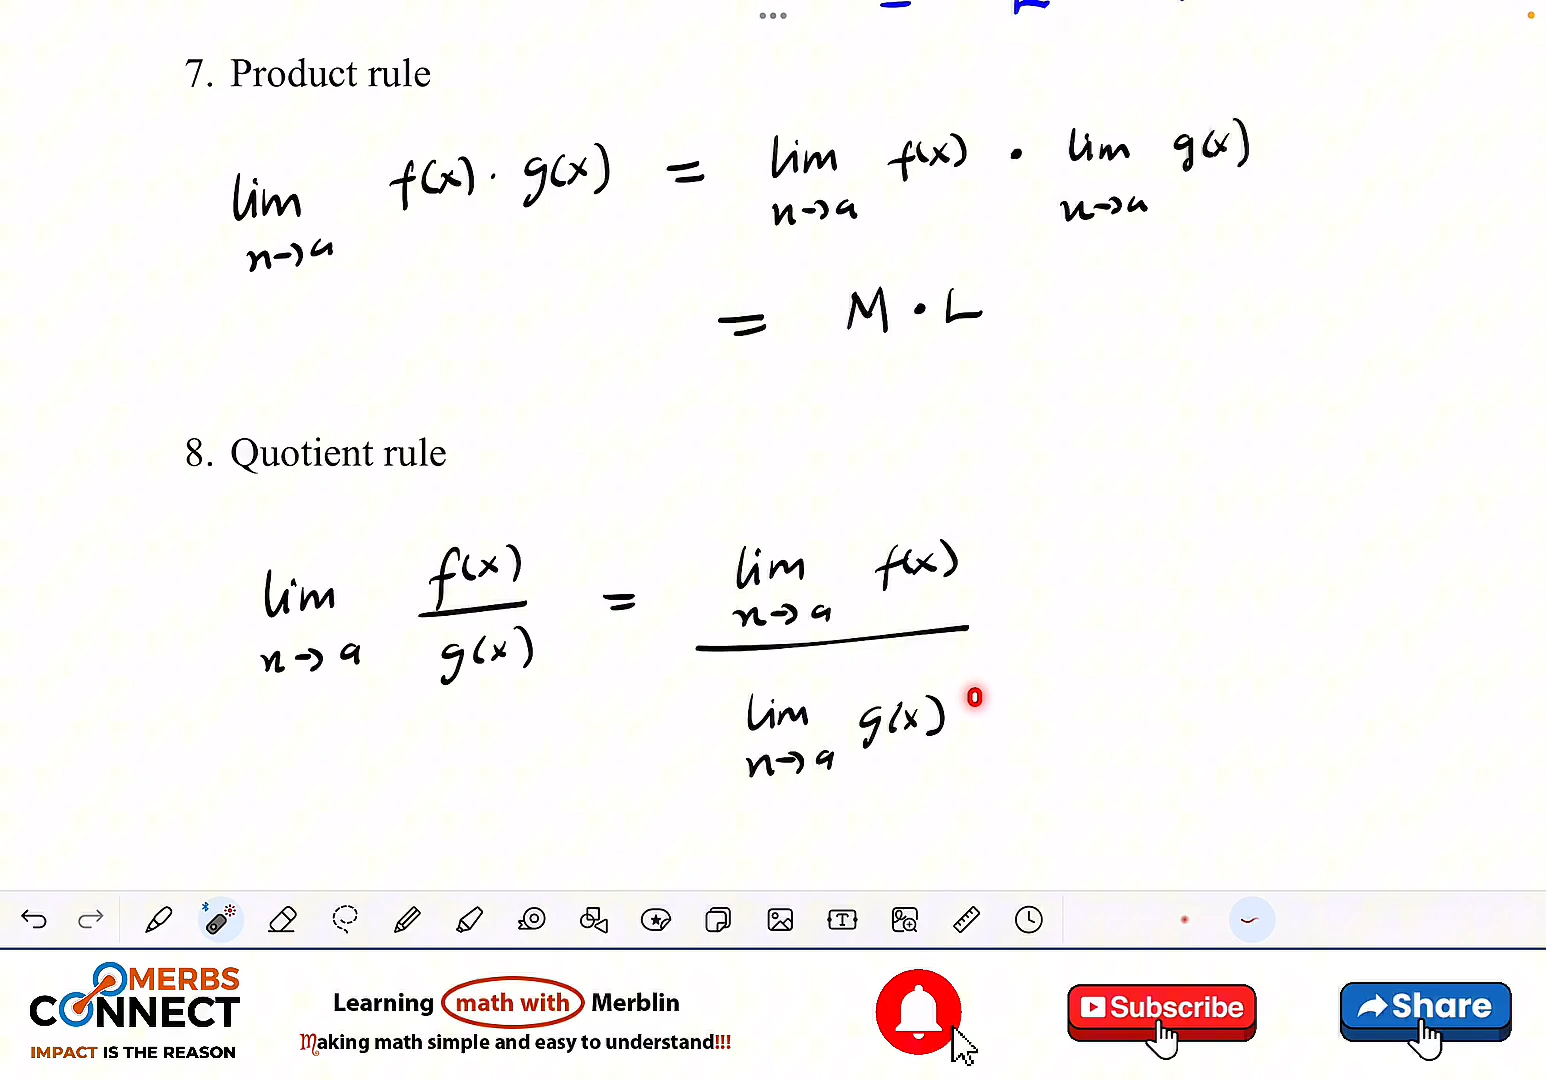 7. Product rule
lim f(x) · g(x) = lim f(x) · lim g(x)
n→a n→a n→a
= M · L
8. Quotient rule
lim f(x) = lim f(x)
n→a g(x) n→a
lim g(x)
n→a
MERBS
CONNECT
IMPACT IS THE REASON
Learning math with Merblin
Making math simple and easy to understand!!!
Subscribe
Share